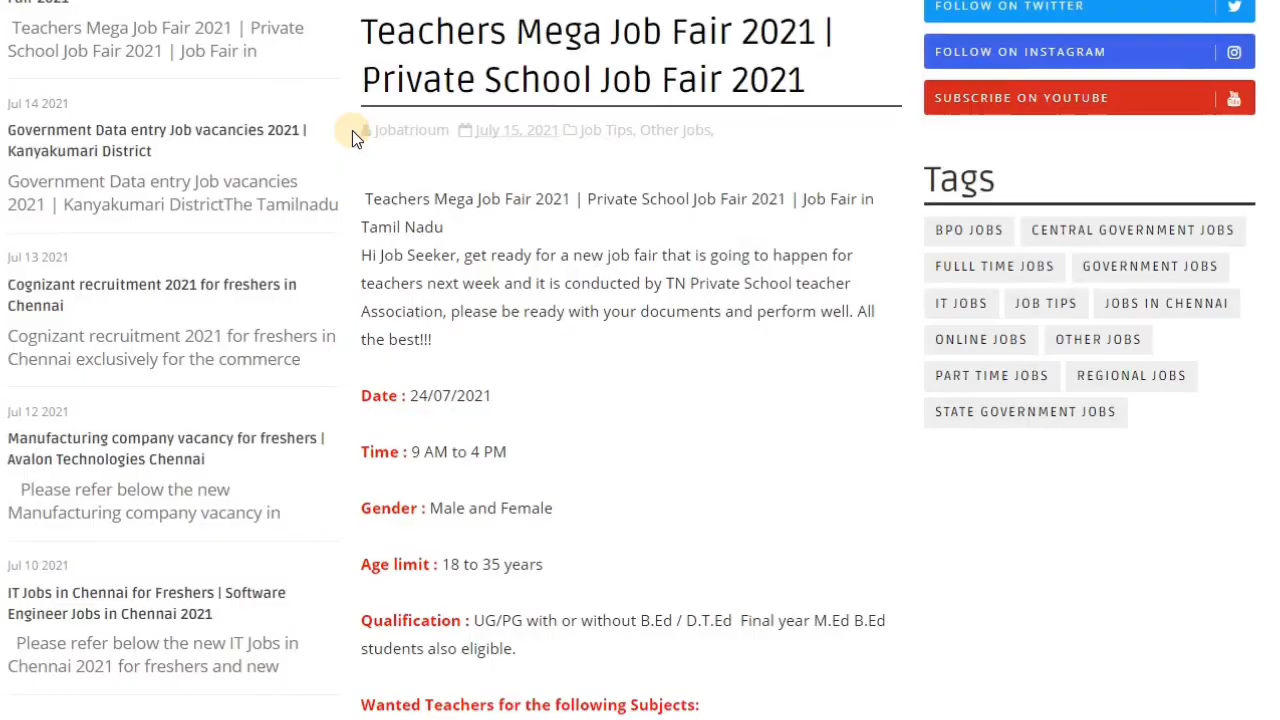 Fair 2021
Teachers Mega Job Fair 2021 | Private
School Job Fair 2021 | Job Fair in
Jul 14 2021
Government Data entry Job vacancies 2021 |
Kanyakumari District
Government Data entry Job vacancies
2021 | Kanyakumari DistrictThe Tamilnadu
Jul 13 2021
Cognizant recruitment 2021 for freshers in
Chennai
Cognizant recruitment 2021 for freshers in
Chennai exclusively for the commerce
Jul 12 2021
Manufacturing company vacancy for freshers |
Avalon Technologies Chennai
Please refer below the new
Manufacturing company vacancy in
Jul 10 2021
IT Jobs in Chennai for Freshers | Software
Engineer Jobs in Chennai 2021
Please refer below the new IT Jobs in
Chennai 2021 for freshers and new
Teachers Mega Job Fair 2021 |
Private School Job Fair 2021
Jobatrioum July 15, 2021 Job Tips, Other Jobs,
Teachers Mega Job Fair 2021 | Private School Job Fair 2021 | Job Fair in
Tamil Nadu
Hi Job Seeker, get ready for a new job fair that is going to happen for
teachers next week and it is conducted by TN Private School teacher
Association, please be ready with your documents and perform well. All
the best!!!
Date : 24/07/2021
Time : 9 AM to 4 PM
Gender : Male and Female
Age limit : 18 to 35 years
Qualification : UG/PG with or without B.Ed / D.T.Ed Final year M.Ed B.Ed
students also eligible.
Wanted Teachers for the following Subjects:
FOLLOW ON TWITTER
FOLLOW ON INSTAGRAM
SUBSCRIBE ON YOUTUBE
Tags
BPO JOBS CENTRAL GOVERNMENT JOBS
FULLL TIME JOBS GOVERNMENT JOBS
IT JOBS JOB TIPS JOBS IN CHENNAI
ONLINE JOBS OTHER JOBS
PART TIME JOBS REGIONAL JOBS
STATE GOVERNMENT JOBS